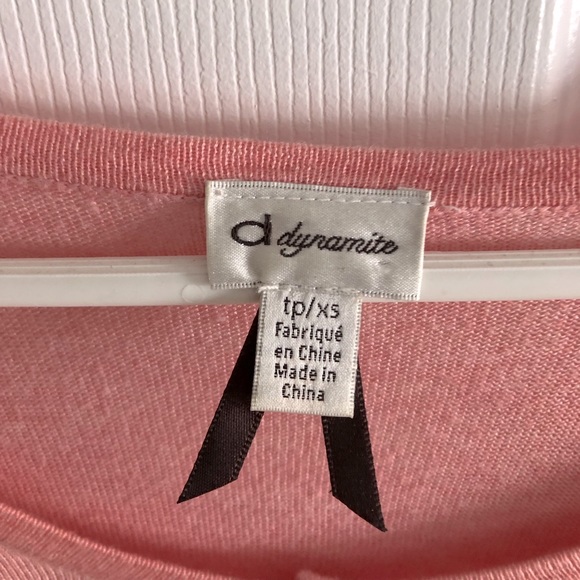 d dynamite
tp/xs
Fabriqué
en Chine
Made in
China